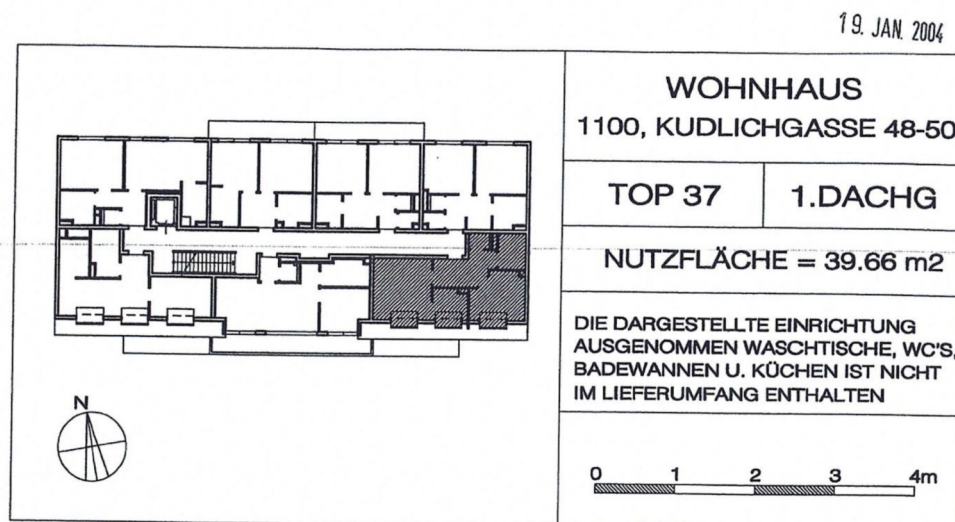 19. JAN. 2004
WOHNHAUS
1100, KUDLICHGASSE 48-50
TOP 37
1.DACHG
NUTZFLÄCHE = 39.66 m2
DIE DARGESTELLTE EINRICHTUNG
AUSGENOMMEN WASCHTISCHE, WC'S,
BADEWANNEN U. KÜCHEN IST NICHT
IM LIEFERUMFANG ENTHALTEN
N
0 1 2 3 4m